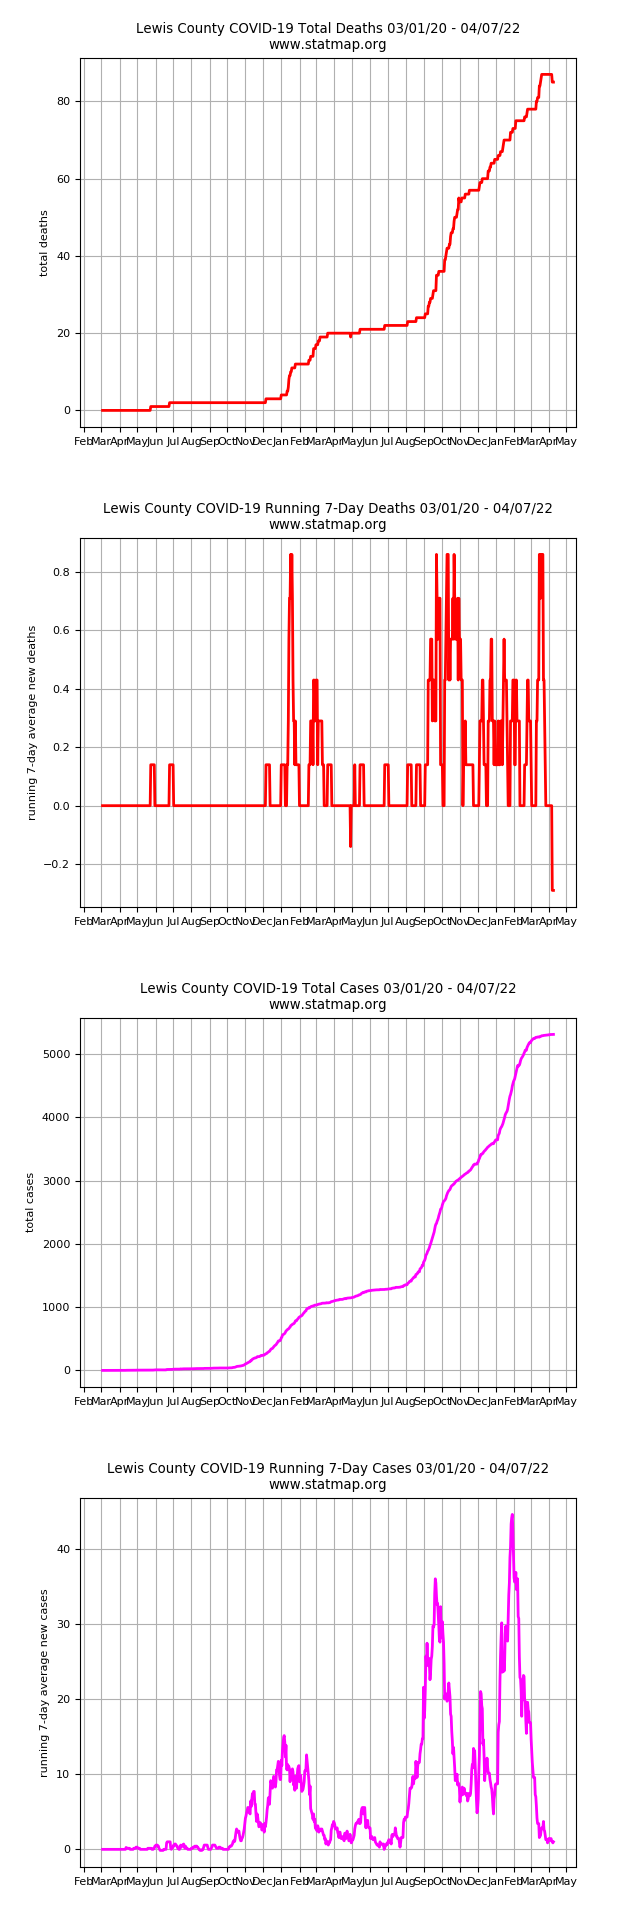 Lewis County COVID-19 Total Deaths 03/01/20 - 04/07/22
www.statmap.org
80
60
40
20
0
total deaths
Feb Mar Apr May Jun Jul Aug Sep Oct Nov Dec Jan Feb Mar Apr May Jun Jul Aug Sep Oct Nov Dec Jan Feb Mar Apr May
Lewis County COVID-19 Running 7-Day Deaths 03/01/20 - 04/07/22
www.statmap.org
0.8
0.6
0.4
0.2
0.0
−0.2
running 7-day average new deaths
Feb Mar Apr May Jun Jul Aug Sep Oct Nov Dec Jan Feb Mar Apr May Jun Jul Aug Sep Oct Nov Dec Jan Feb Mar Apr May
Lewis County COVID-19 Total Cases 03/01/20 - 04/07/22
www.statmap.org
5000
4000
3000
2000
1000
0
total cases
Feb Mar Apr May Jun Jul Aug Sep Oct Nov Dec Jan Feb Mar Apr May Jun Jul Aug Sep Oct Nov Dec Jan Feb Mar Apr May
Lewis County COVID-19 Running 7-Day Cases 03/01/20 - 04/07/22
www.statmap.org
40
30
20
10
0
running 7-day average new cases
Feb Mar Apr May Jun Jul Aug Sep Oct Nov Dec Jan Feb Mar Apr May Jun Jul Aug Sep Oct Nov Dec Jan Feb Mar Apr May